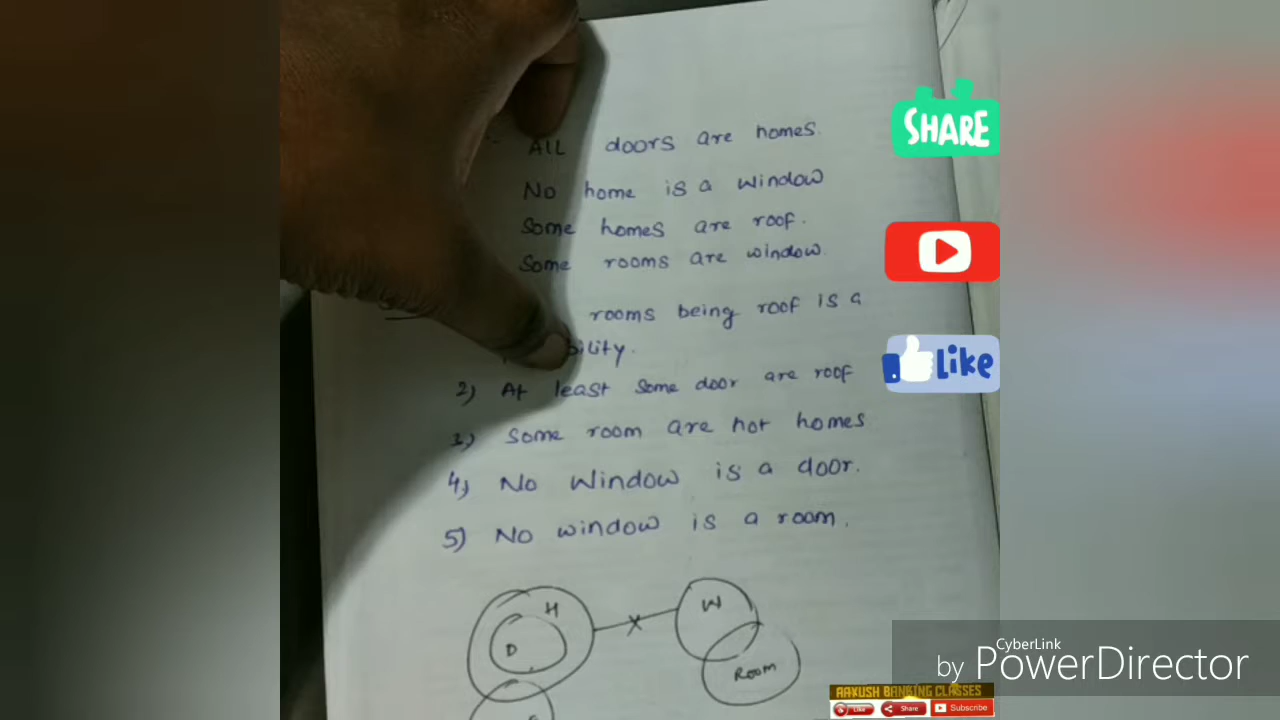 All doors are homes.
No home is a window
Some homes are roof.
Some rooms are window.
rooms being roof is a
bility.
2) At least some door are roof
3) Some room are not homes
4) No window is a door.
5) No window is a room.
H
D
W
Room
SHARE
Like
CyberLink
by PowerDirector
AAKUSH BANKING CLASSES
Like Share Subscribe